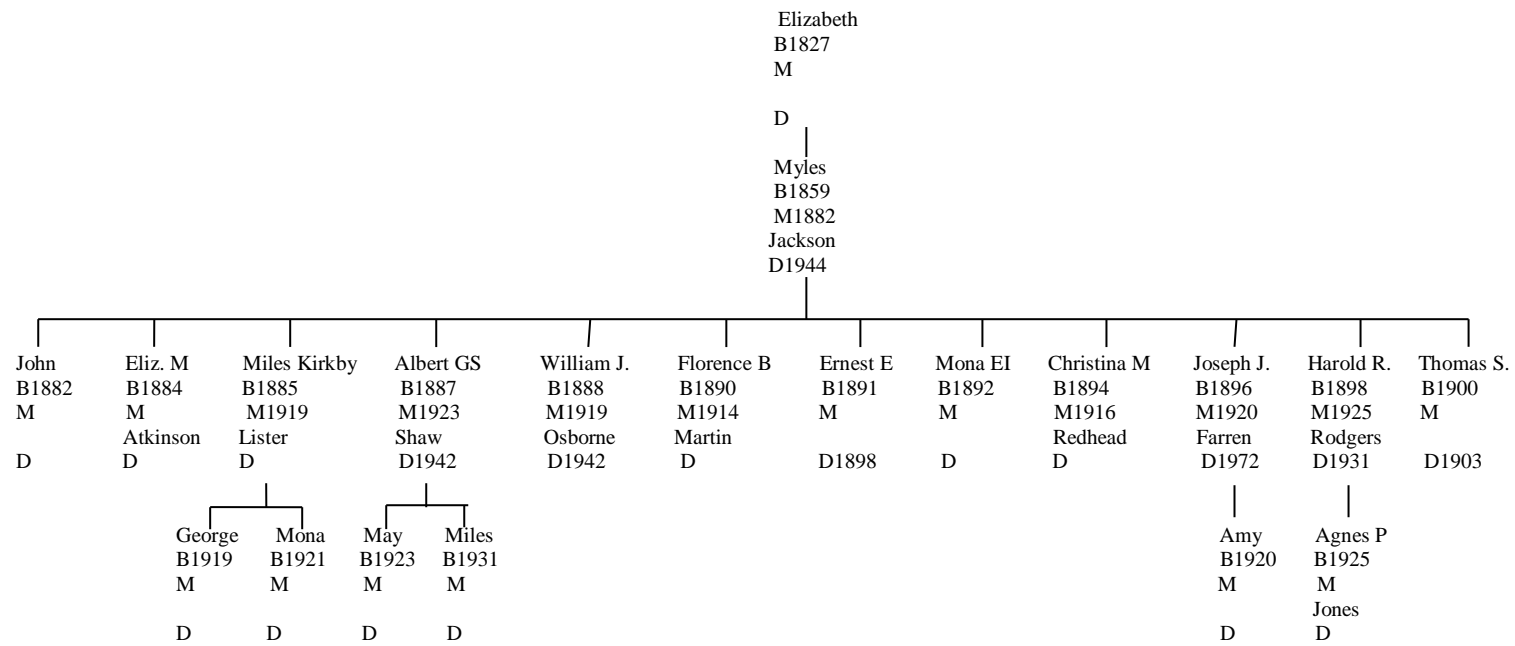 Elizabeth
B1827
M
D
Myles
B1859
M1882
Jackson
D1944
John
B1882
M
D
Eliz. M
B1884
M
Atkinson
D
Miles Kirkby
B1885
M1919
Lister
D
Albert GS
B1887
M1923
Shaw
D1942
William J.
B1888
M1919
Osborne
D1942
Florence B
B1890
M1914
Martin
D
Ernest E
B1891
M
D1898
Mona EI
B1892
M
D
Christina M
B1894
M1916
Redhead
D
Joseph J.
B1896
M1920
Farren
D1972
Harold R.
B1898
M1925
Rodgers
D1931
Thomas S.
B1900
M
D1903
George
B1919
M
D
Mona
B1921
M
D
May
B1923
M
D
Miles
B1931
M
D
Amy
B1920
M
D
Agnes P
B1925
M
Jones
D